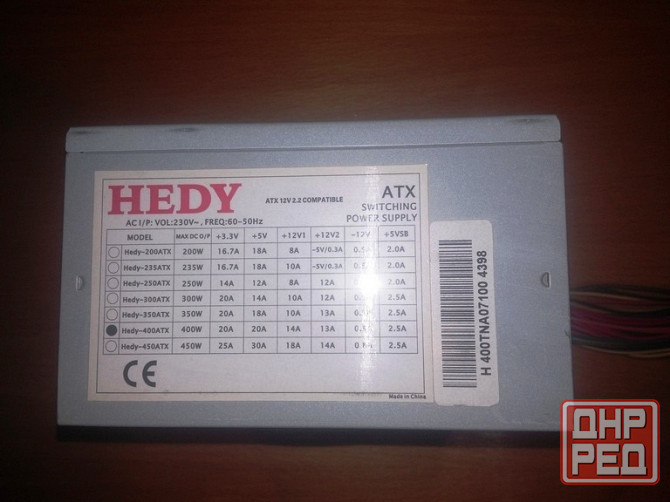 HEDY
ATX 12V 2.2 COMPATIBLE
ATX
SWITCHING
POWER SUPPLY
AC I/P: VOL:230V~, FREQ:60~50Hz
MODEL MAX DC O/P +3.3V +5V +12V1 +12V2 -12V +5VSB
Hedy-200ATX 200W 16.7A 18A 8A -5V/0.3A 2.0A
Hedy-235ATX 235W 16.7A 18A 10A -5V/0.3A 2.0A
Hedy-250ATX 250W 14A 12A 8A 12A 2.0A
Hedy-300ATX 300W 20A 14A 10A 12A 2.5A
Hedy-350ATX 350W 20A 18A 10A 13A 2.5A
Hedy-400ATX 400W 20A 20A 14A 13A 2.5A
Hedy-450ATX 450W 25A 30A 18A 14A 2.5A
CE
Made in China
H 400TNA07100 4398
ДНР
РЕД